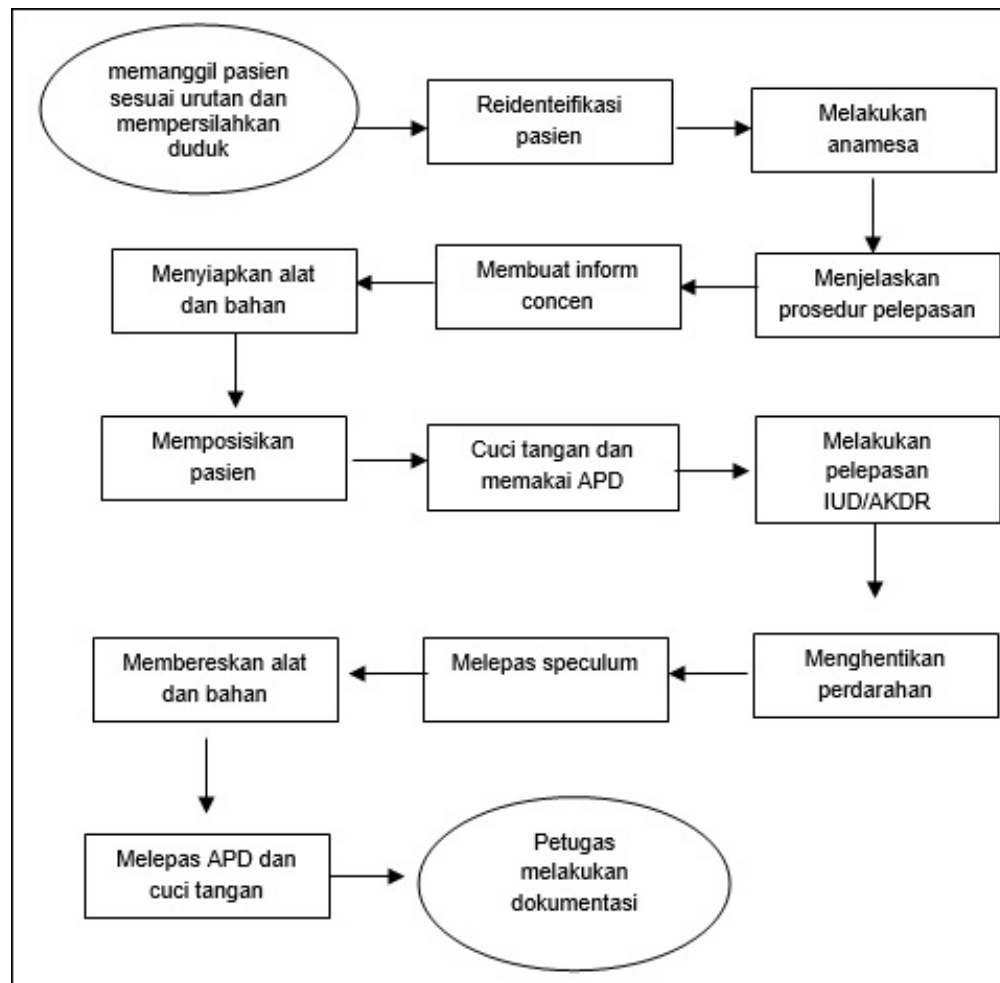 memanggil pasien
sesuai urutan dan
mempersilahkan
duduk
Reidenteifikasi
pasien
Melakukan
anamesa
Menjelaskan
prosedur pelepasan
Membuat inform
concen
Menyiapkan alat
dan bahan
Memposisikan
pasien
Cuci tangan dan
memakai APD
Melakukan
pelepasan
IUD/AKDR
Menghentikan
perdarahan
Melepas speculum
Membereskan alat
dan bahan
Melepas APD dan
cuci tangan
Petugas
melakukan
dokumentasi